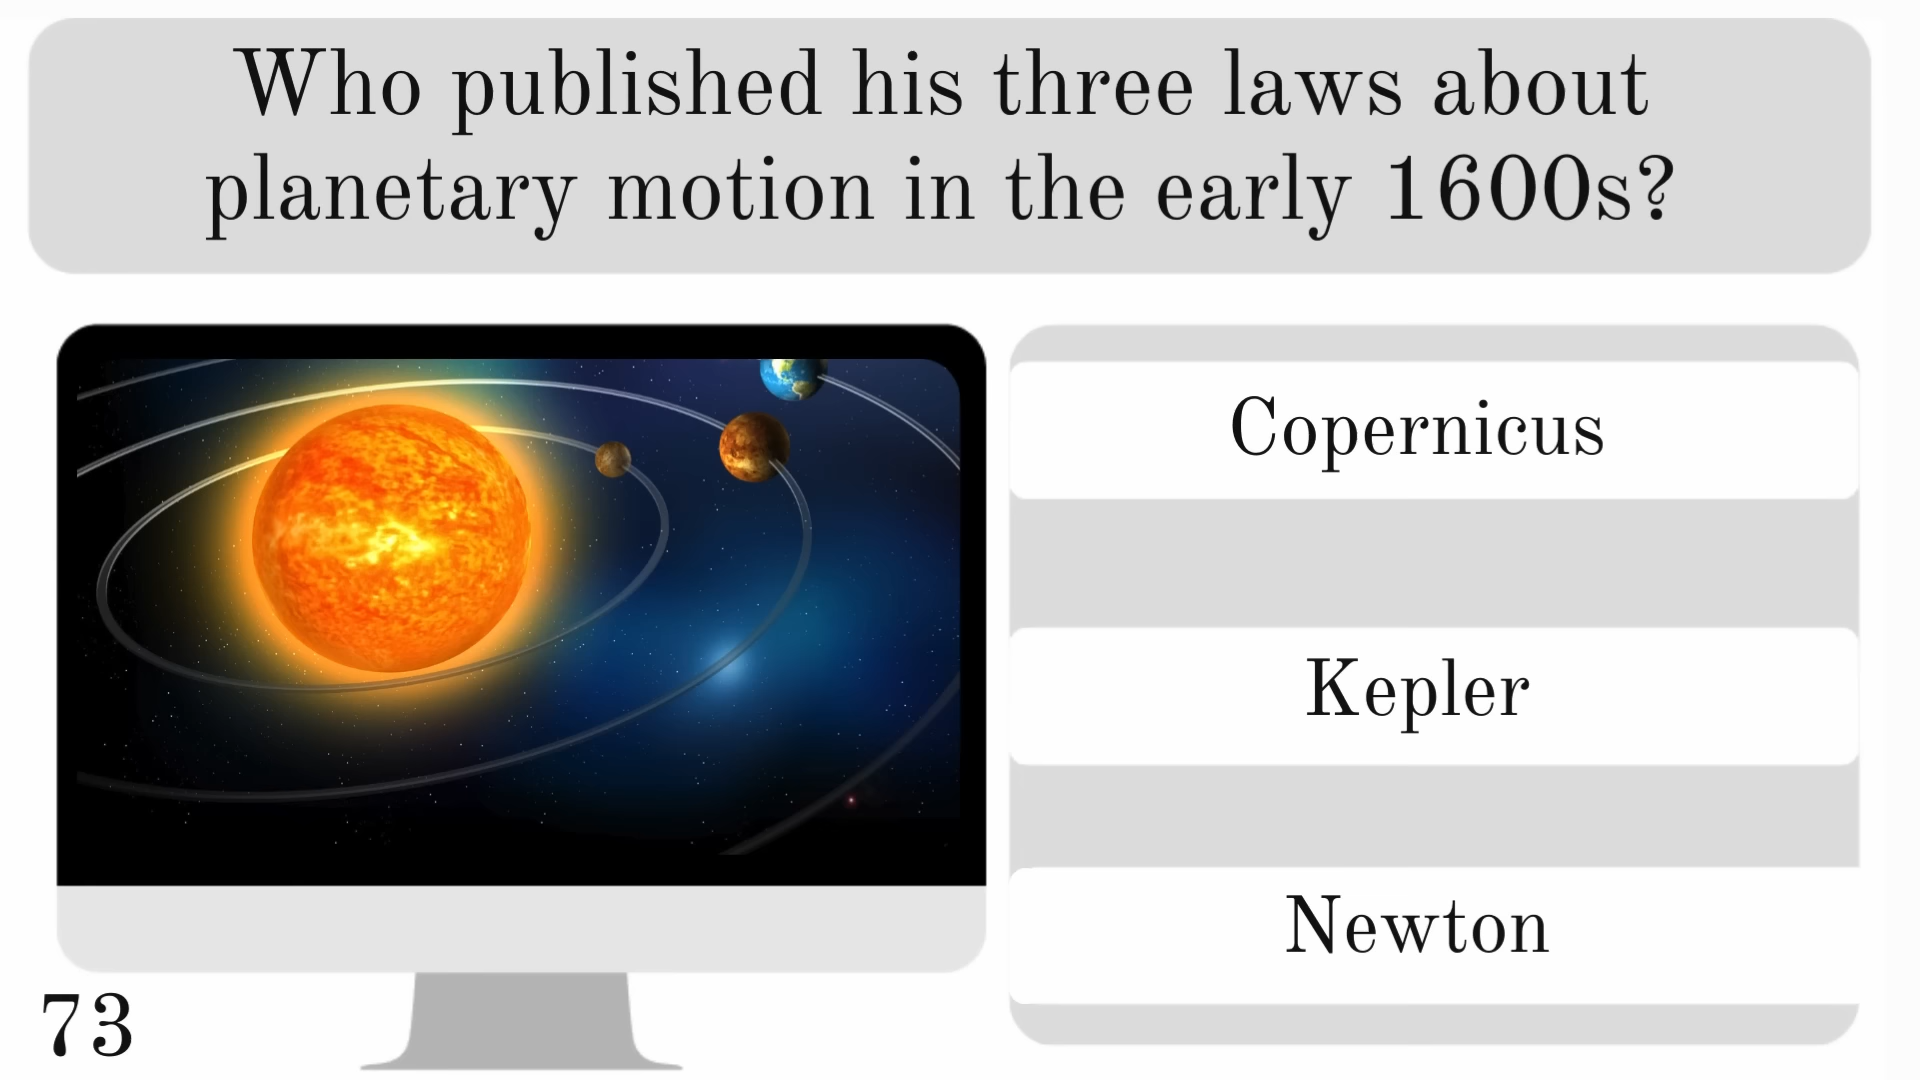 Who published his three laws about
planetary motion in the early 1600s?
Copernicus
Kepler
Newton
73